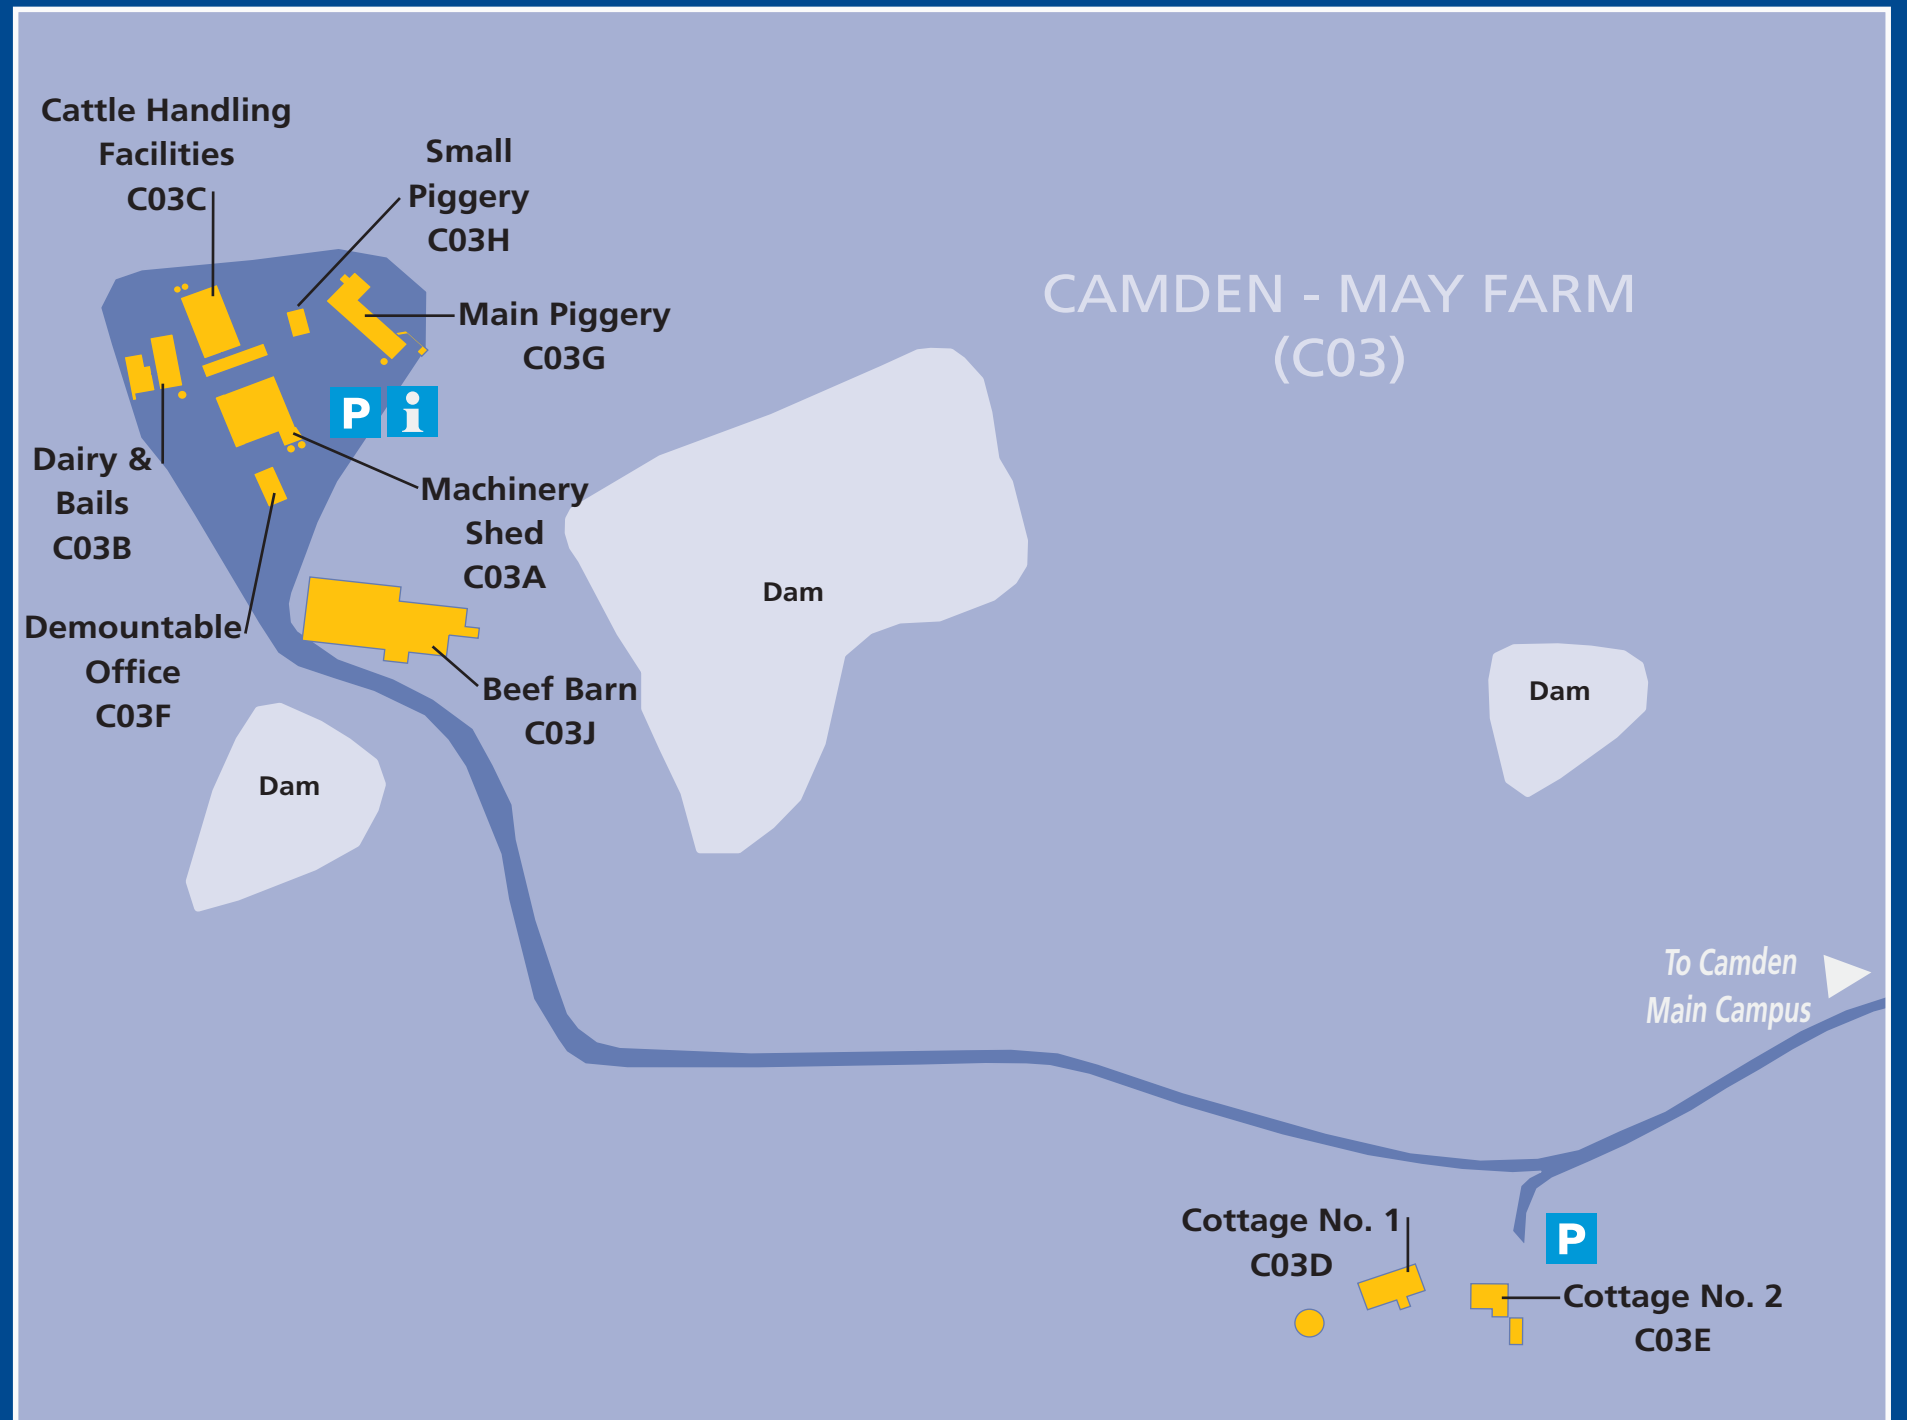 Cattle Handling
Facilities
C03C
Small
Piggery
C03H
CAMDEN - MAY FARM
(C03)
Main Piggery
C03G
P i
Dairy &
Bails
C03B
Machinery
Shed
C03A
Dam
Demountable
Office
C03F
Beef Barn
C03J
Dam
Dam
To Camden
Main Campus
Cottage No. 1
C03D
P
Cottage No. 2
C03E